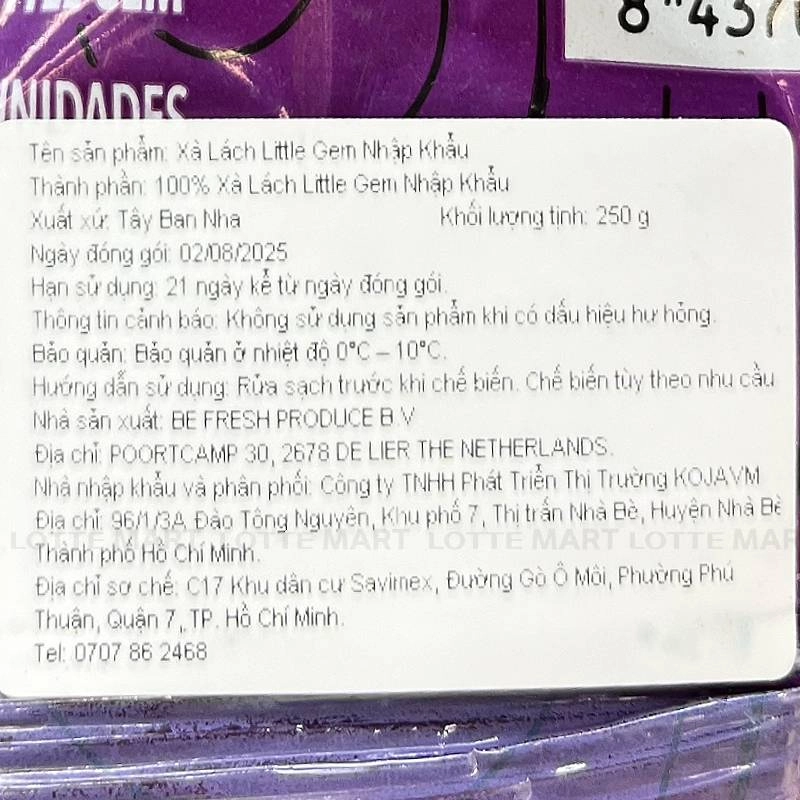 UNIDADES
Tên sản phẩm: Xà Lách Little Gem Nhập Khẩu
Thành phần: 100% Xà Lách Little Gem Nhập Khẩu
Xuất xứ: Tây Ban Nha Khối lượng tịnh: 250 g
Ngày đóng gói: 02/08/2025
Hạn sử dụng: 21 ngày kể từ ngày đóng gói.
Thông tin cảnh báo: Không sử dụng sản phẩm khi có dấu hiệu hư hỏng.
Bảo quản: Bảo quản ở nhiệt độ 0°C – 10°C.
Hướng dẫn sử dụng: Rửa sạch trước khi chế biến. Chế biến tùy theo nhu cầu
Nhà sản xuất: BE FRESH PRODUCE B.V
Địa chỉ: POORTCAMP 30, 2678 DE LIER THE NETHERLANDS.
Nhà nhập khẩu và phân phối: Công ty TNHH Phát Triển Thị Trường KOJAVM
Địa chỉ: 96/1/3A Đào Tông Nguyên, Khu phố 7, Thị trấn Nhà Bè, Huyện Nhà Bè
LOTTE MART LOTTE MART LOTTE MART LOTTE MAR
Thành phố Hồ Chí Minh.
Địa chỉ sơ chế: C17 Khu dân cư Savimex, Đường Gò Ô Môi, Phường Phú
Thuận, Quận 7, TP. Hồ Chí Minh.
Tel: 0707 86 2468